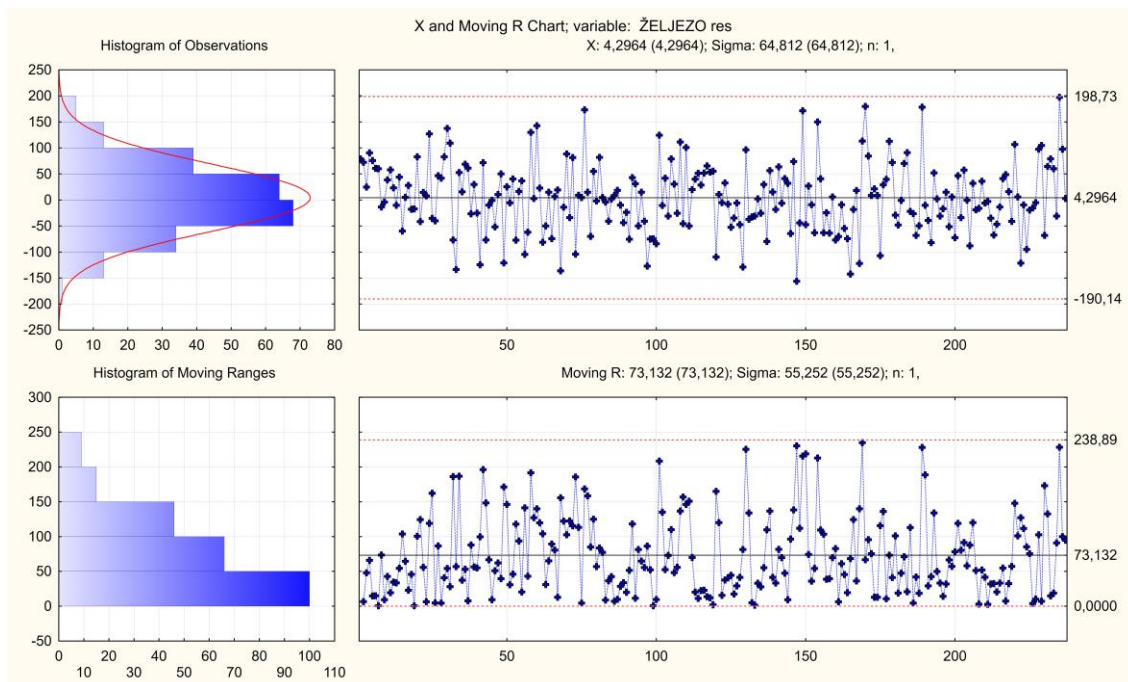 X and Moving R Chart; variable: ŽELJEZO res
Histogram of Observations
X: 4,2964 (4,2964); Sigma: 64,812 (64,812); n: 1,
250
200
150
100
50
0
-50
-100
-150
-200
-250
0 10 20 30 40 50 60 70 80
198,73
4,2964
-190,14
50 100 150 200
Histogram of Moving Ranges
Moving R: 73,132 (73,132); Sigma: 55,252 (55,252); n: 1,
300
250
200
150
100
50
0
-50
0 20 40 60 80 100
10 30 50 70 90 110
238,89
73,132
0,0000
50 100 150 200